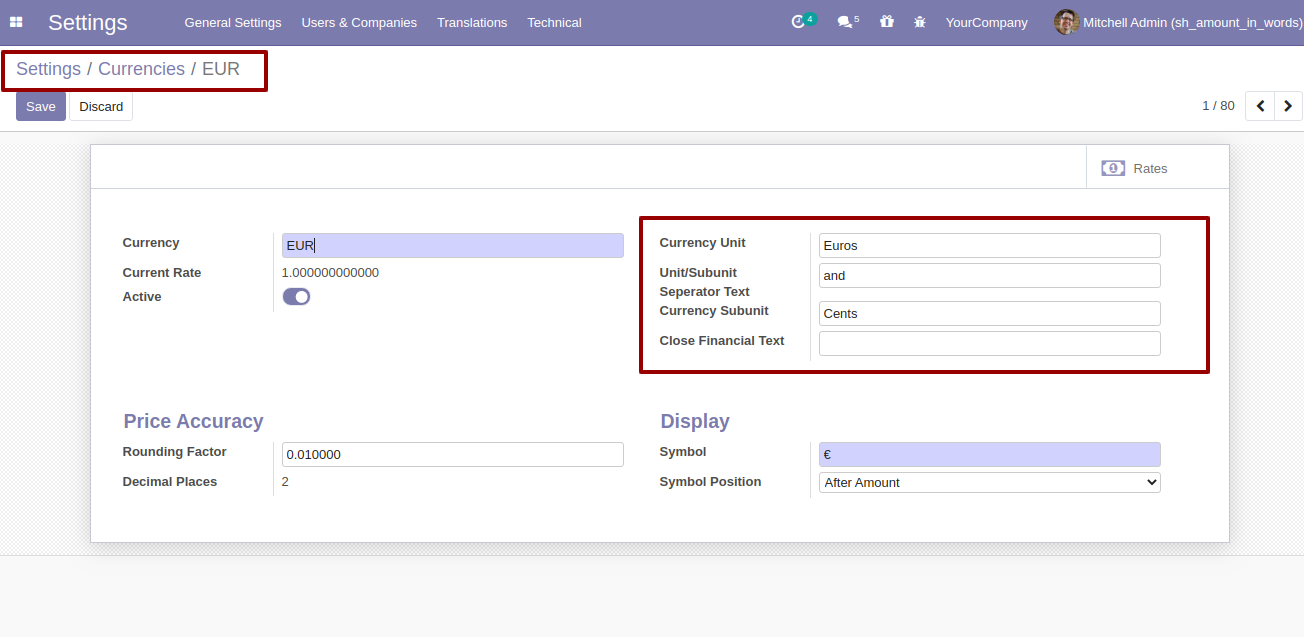 Settings General Settings Users & Companies Translations Technical 4 5 YourCompany Mitchell Admin (sh_amount_in_words)
Settings / Currencies / EUR
Save Discard 1 / 80
1 Rates
Currency EUR
Current Rate 1.000000000000
Active
Currency Unit Euros
Unit/Subunit
Seperator Text and
Currency Subunit Cents
Close Financial Text
Price Accuracy
Rounding Factor 0.010000
Decimal Places 2
Display
Symbol €
Symbol Position After Amount